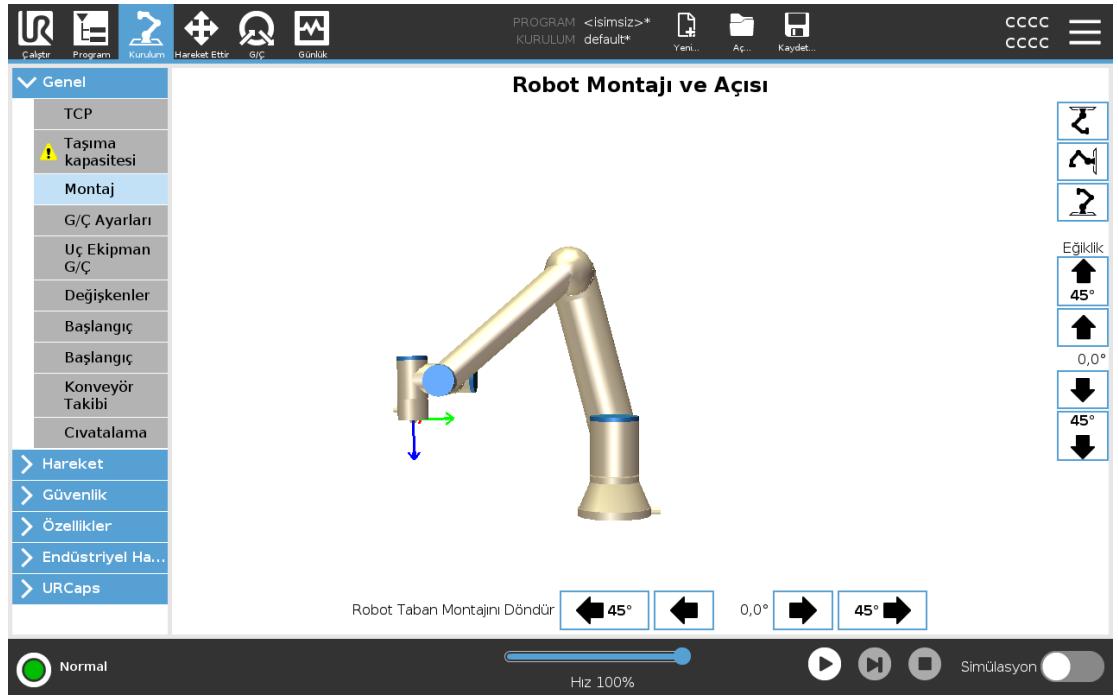 PROGRAM <isimsiz>*
KURULUM default*
Çalıştır
Program
Kurulum
Hareket Ettir
G/Ç
Günlük
Yeni...
Aç...
Kaydet...
CCCC
CCCC
Genel
TCP
Taşıma
kapasitesi
Montaj
G/Ç Ayarları
Uç Ekipman
G/Ç
Değişkenler
Başlangıç
Başlangıç
Konveyör
Takibi
Cıvatalama
Hareket
Güvenlik
Özellikler
Endüstriyel Ha...
URCaps
Robot Montajı ve Açısı
Eğiklik
45°
0,0°
45°
Robot Taban Montajını Döndür
45°
0,0°
45°
Normal
Hız 100%
Simülasyon